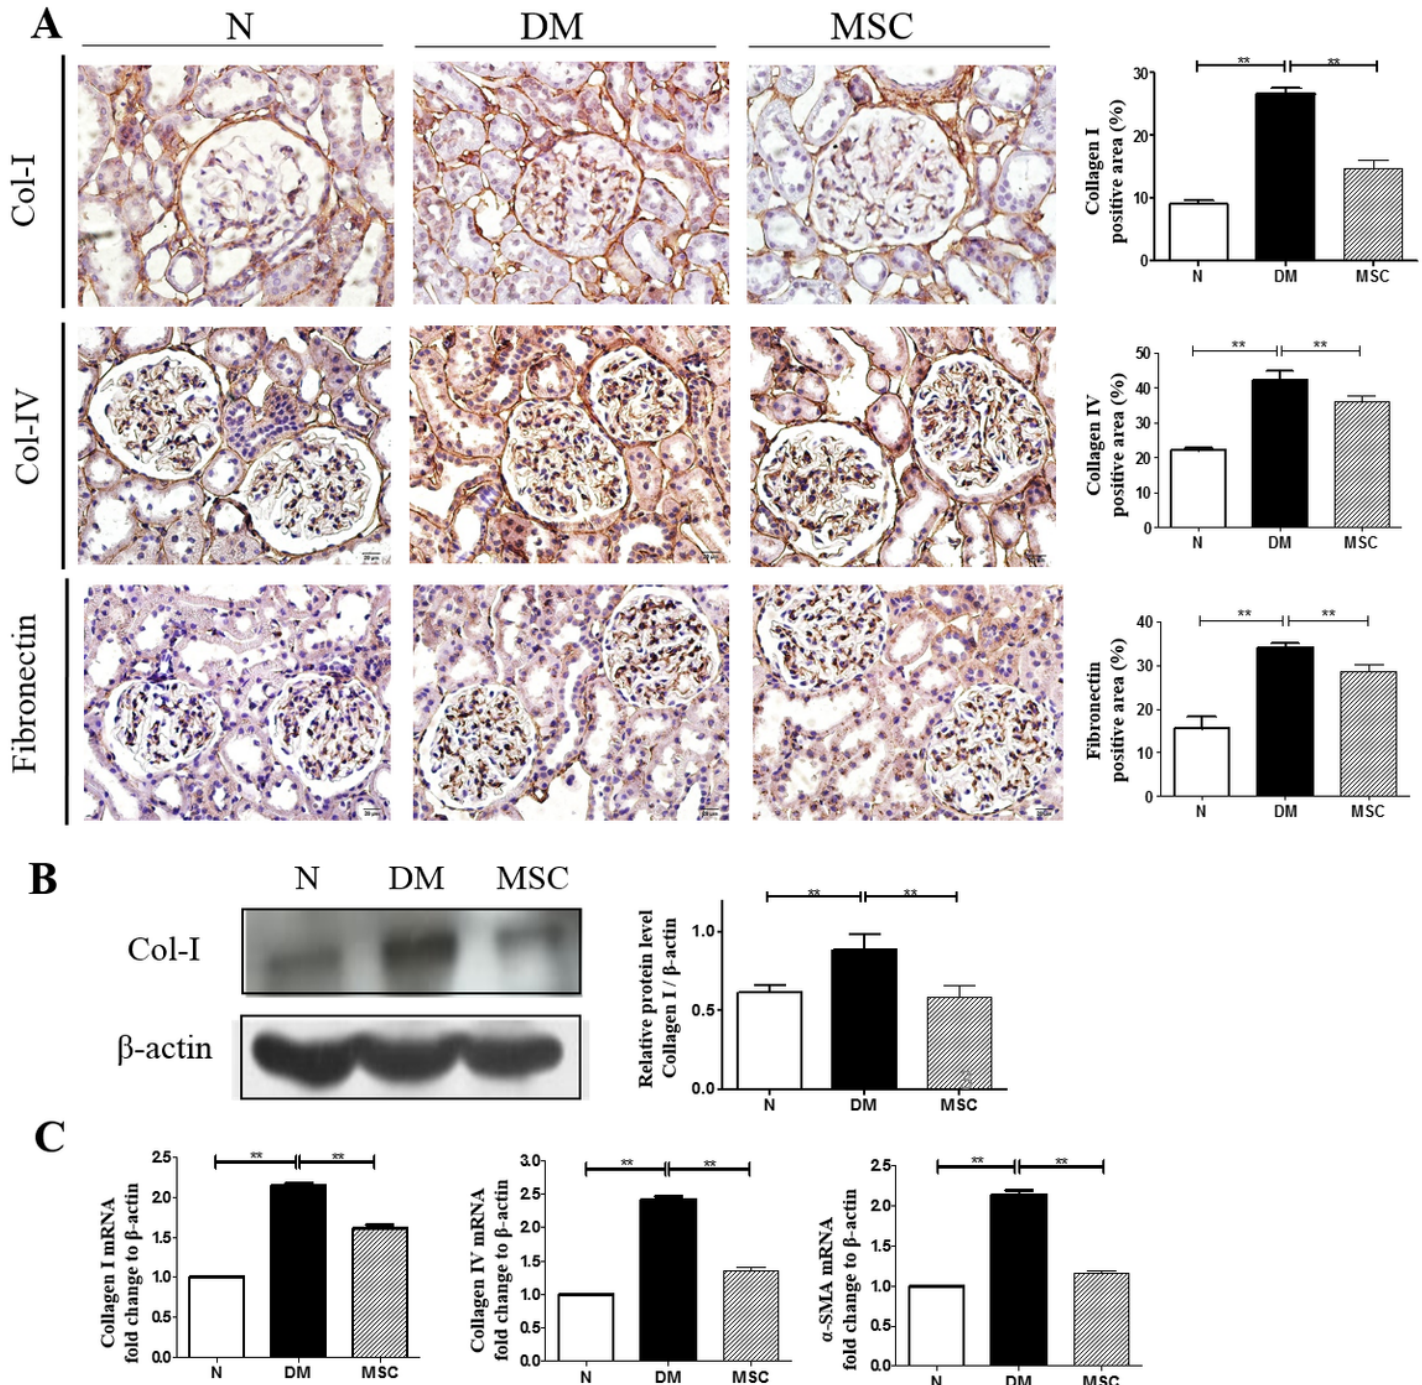 A
N DM MSC
Col-I
**
**
30
20
10
0
Collagen I
positive area (%)
N DM MSC
Col-IV
20 µm
**
**
50
40
30
20
10
0
Collagen IV
positive area (%)
N DM MSC
Fibronectin
20 µm
**
**
40
30
20
10
0
Fibronectin
positive area (%)
N DM MSC
B
N DM MSC
Col-I
β-actin
**
**
1.0
0.5
0.0
Relative protein level
Collagen I / β-actin
N DM MSC
C
**
**
2.5
2.0
1.5
1.0
0.5
0.0
Collagen I mRNA
fold change to β-actin
N DM MSC
**
**
3.0
2.5
2.0
1.5
1.0
0.5
0.0
Collagen IV mRNA
fold change to β-actin
N DM MSC
**
**
2.5
2.0
1.5
1.0
0.5
0.0
α-SMA mRNA
fold change to β-actin
N DM MSC